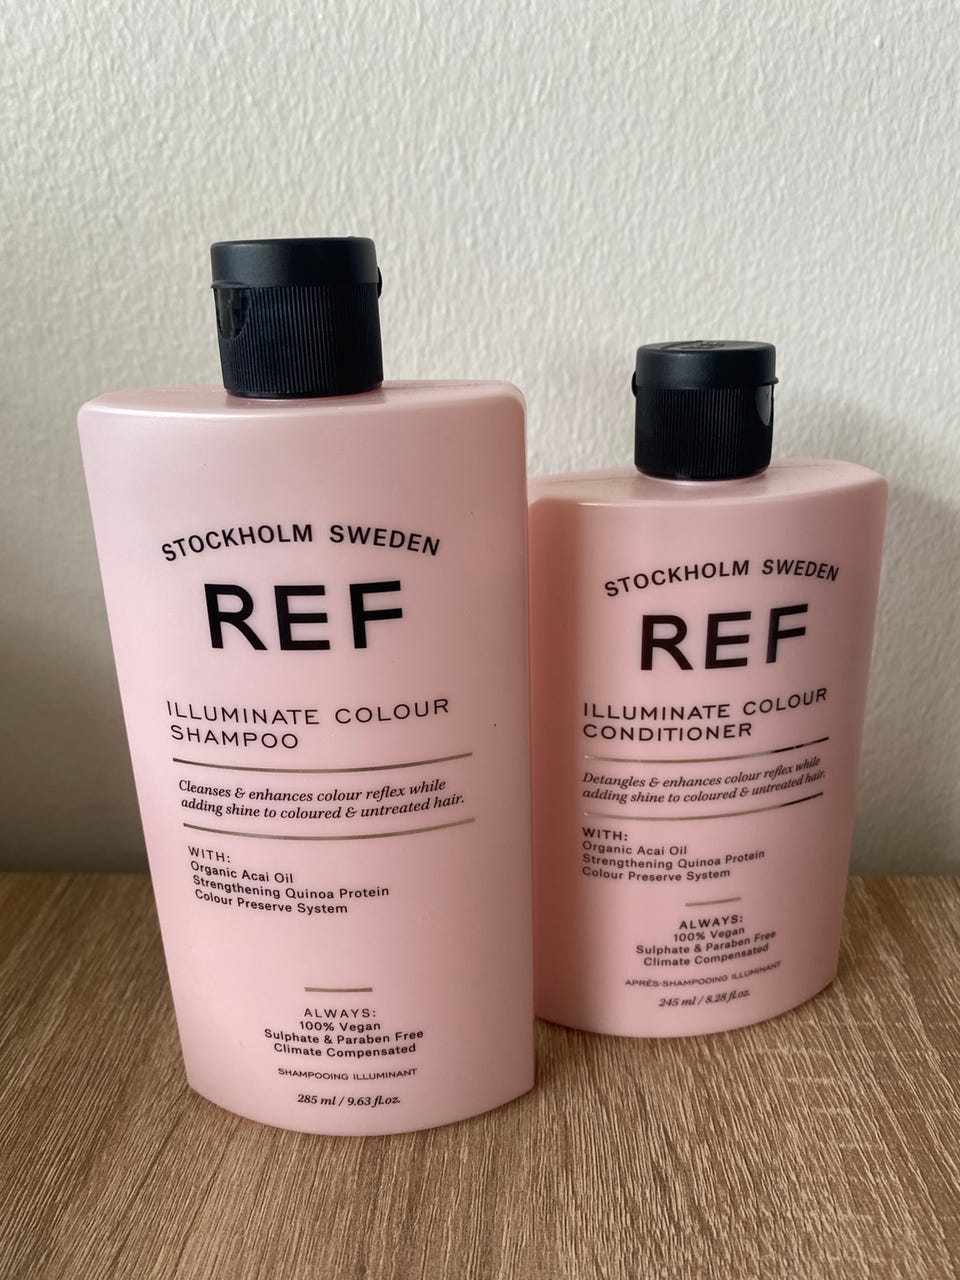 STOCKHOLM SWEDEN
REF
ILLUMINATE COLOUR
SHAMPOO
Cleanses & enhances colour reflex while
adding shine to coloured & untreated hair.
WITH:
Organic Acai Oil
Strengthening Quinoa Protein
Colour Preserve System
ALWAYS:
100% Vegan
Sulphate & Paraben Free
Climate Compensated
SHAMPOOING ILLUMINANT
285 ml / 9.63 fl.oz.
STOCKHOLM SWEDEN
REF
ILLUMINATE COLOUR
CONDITIONER
Detangles & enhances colour reflex while
adding shine to coloured & untreated hair.
WITH:
Organic Acai Oil
Strengthening Quinoa Protein
Colour Preserve System
ALWAYS:
100% Vegan
Sulphate & Paraben Free
Climate Compensated
APRÉS-SHAMPOOING ILLUMINANT
245 ml / 8.28 fl.oz.